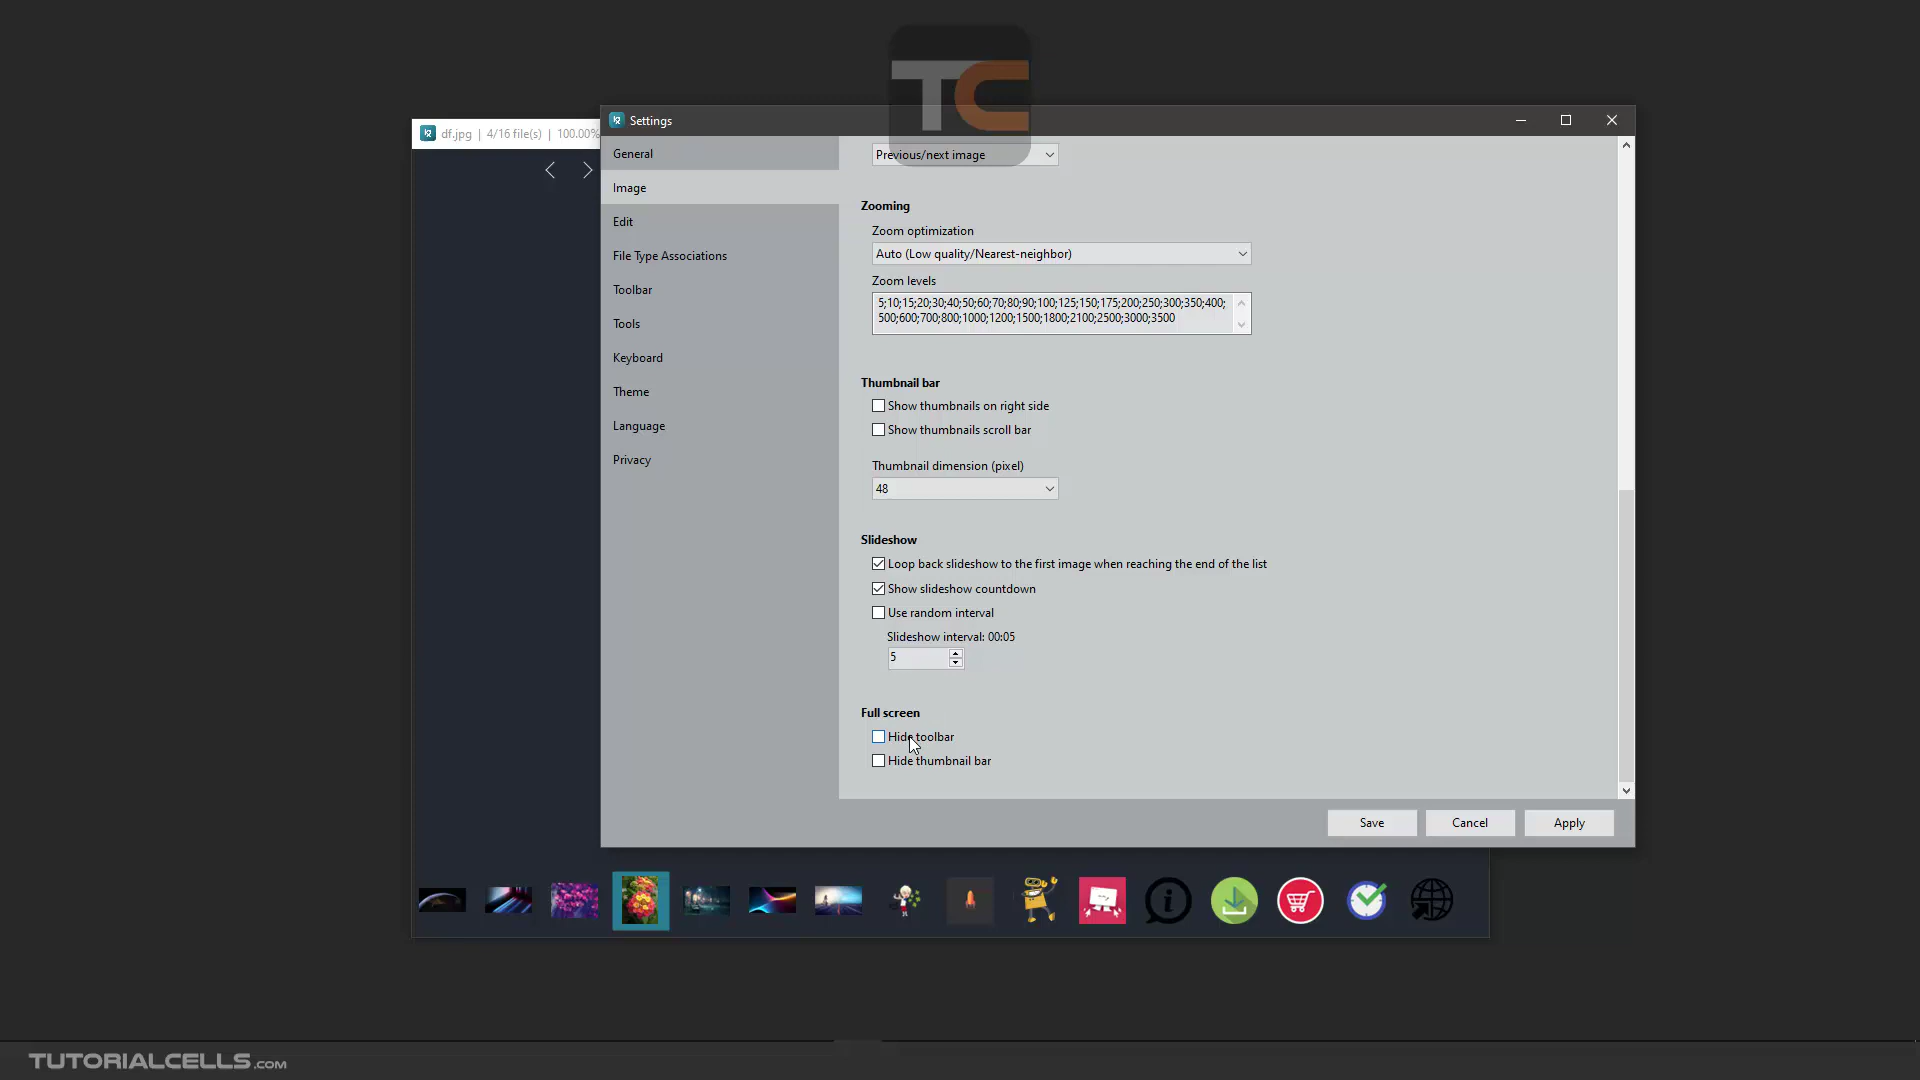 TC
Settings
df.jpg | 4/16 file(s) | 100.00%
General
Image
Edit
File Type Associations
Toolbar
Tools
Keyboard
Theme
Language
Privacy
Previous/next image
Zooming
Zoom optimization
Auto (Low quality/Nearest-neighbor)
Zoom levels
5;10;15;20;30;40;50;60;70;80;90;100;125;150;175;200;250;300;350;400;
500;600;700;800;1000;1200;1500;1800;2100;2500;3000;3500
Thumbnail bar
Show thumbnails on right side
Show thumbnails scroll bar
Thumbnail dimension (pixel)
48
Slideshow
Loop back slideshow to the first image when reaching the end of the list
Show slideshow countdown
Use random interval
Slideshow interval: 00:05
5
Full screen
Hide toolbar
Hide thumbnail bar
Save
Cancel
Apply
TUTORIALCELLS.COM